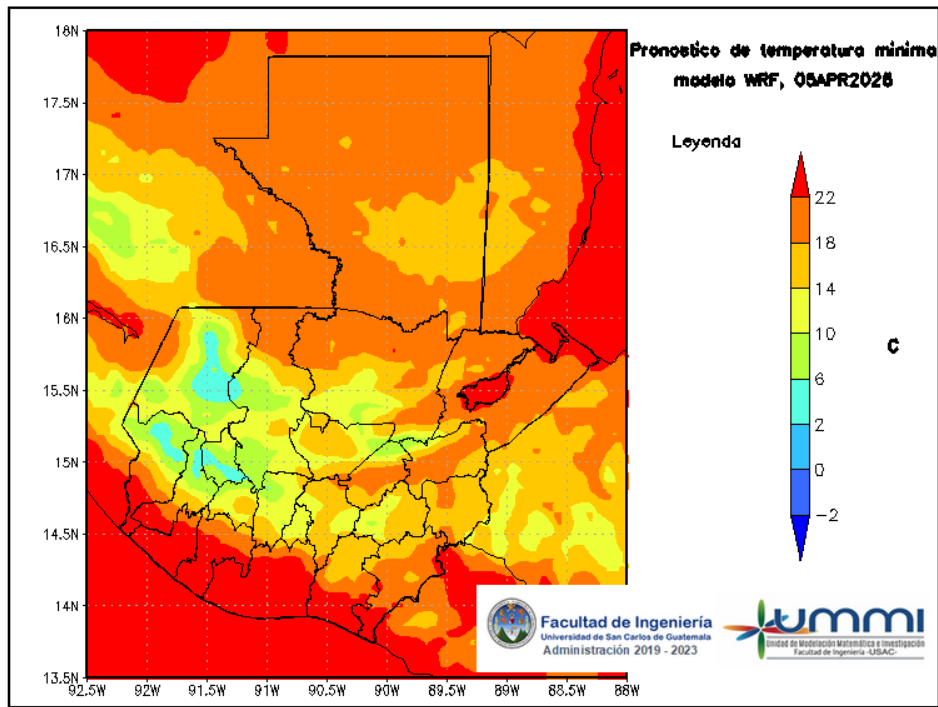 Pronostico de temperatura minima
modelo WRF, 05APR2026
Leyenda
22
18
14
10
6
2
0
-2
C
18N
17.5N
17N
16.5N
16N
15.5N
15N
14.5N
14N
13.5N
92.5W
92W
91.5W
91W
90.5W
90W
89.5W
89W
88.5W
88W
Facultad de Ingeniería
Universidad de San Carlos de Guatemala
Administración 2019 - 2023
ummi
Unidad de Modelación Matemática e Investigación
Facultad de Ingeniería -USAC-